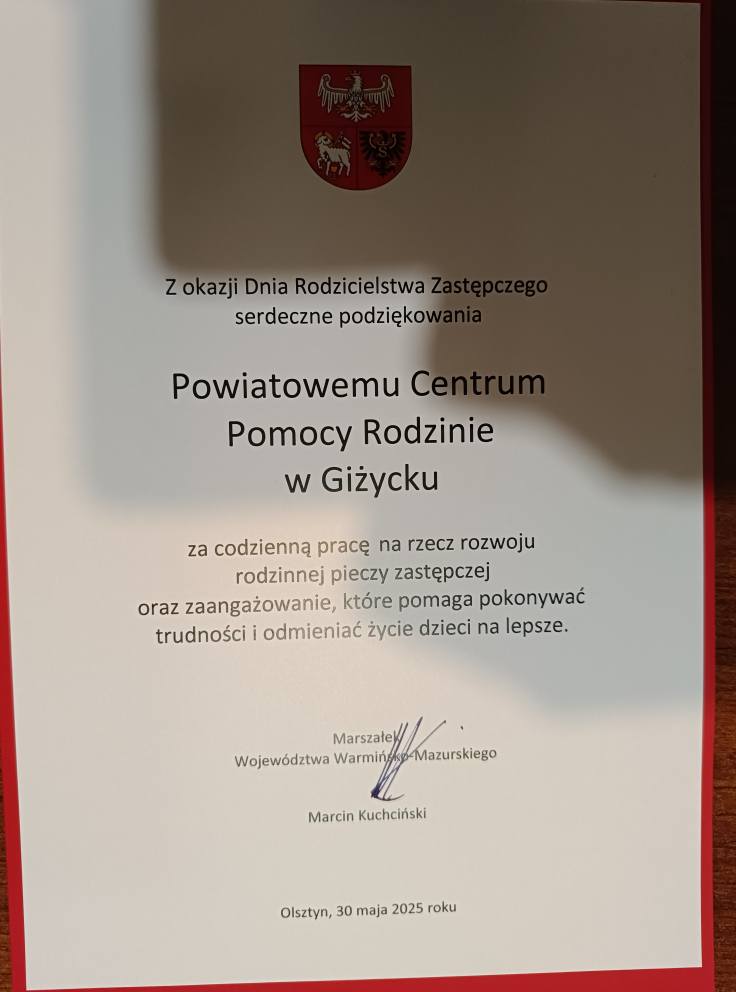 Z okazji Dnia Rodzicielstwa Zastępczego
serdeczne podziękowania
Powiatowemu Centrum
Pomocy Rodzinie
w Giżycku
za codzienną pracę na rzecz rozwoju
rodzinnej pieczy zastępczej
oraz zaangażowanie, które pomaga pokonywać
trudności i odmieniać życie dzieci na lepsze.
Marszałek
Województwa Warmińsko-Mazurskiego
Marcin Kuchciński
Olsztyn, 30 maja 2025 roku